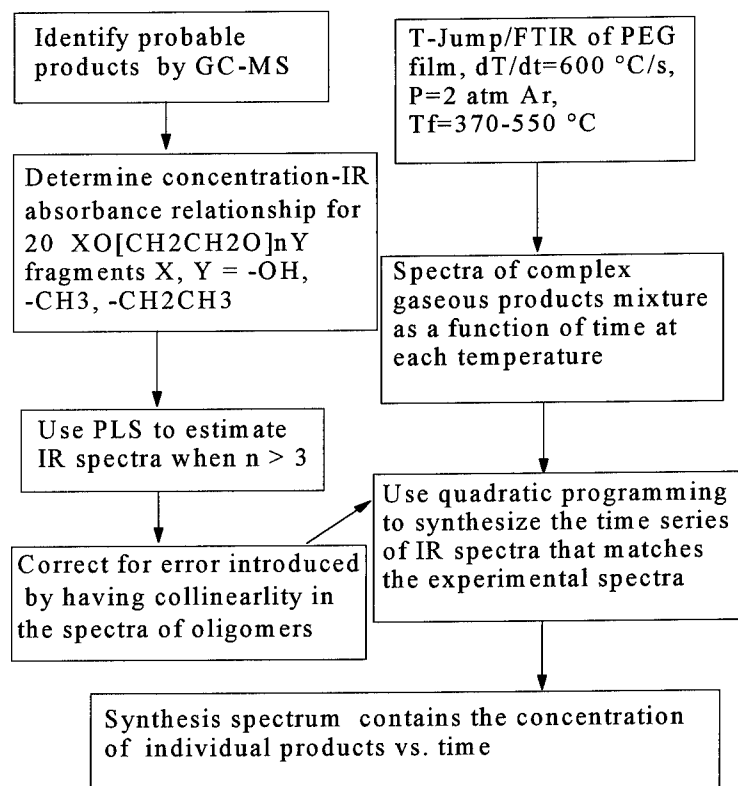 Identify probable
products by GC-MS
Determine concentration-IR
absorbance relationship for
20 XO[CH2CH2O]nY
fragments X, Y = -OH,
-CH3, -CH2CH3
Use PLS to estimate
IR spectra when n > 3
Correct for error introduced
by having collinearlity in
the spectra of oligomers
T-Jump/FTIR of PEG
film, dT/dt=600 °C/s,
P=2 atm Ar,
Tf=370-550 °C
Spectra of complex
gaseous products mixture
as a function of time at
each temperature
Use quadratic programming
to synthesize the time series
of IR spectra that matches
the experimental spectra
Synthesis spectrum contains the concentration
of individual products vs. time